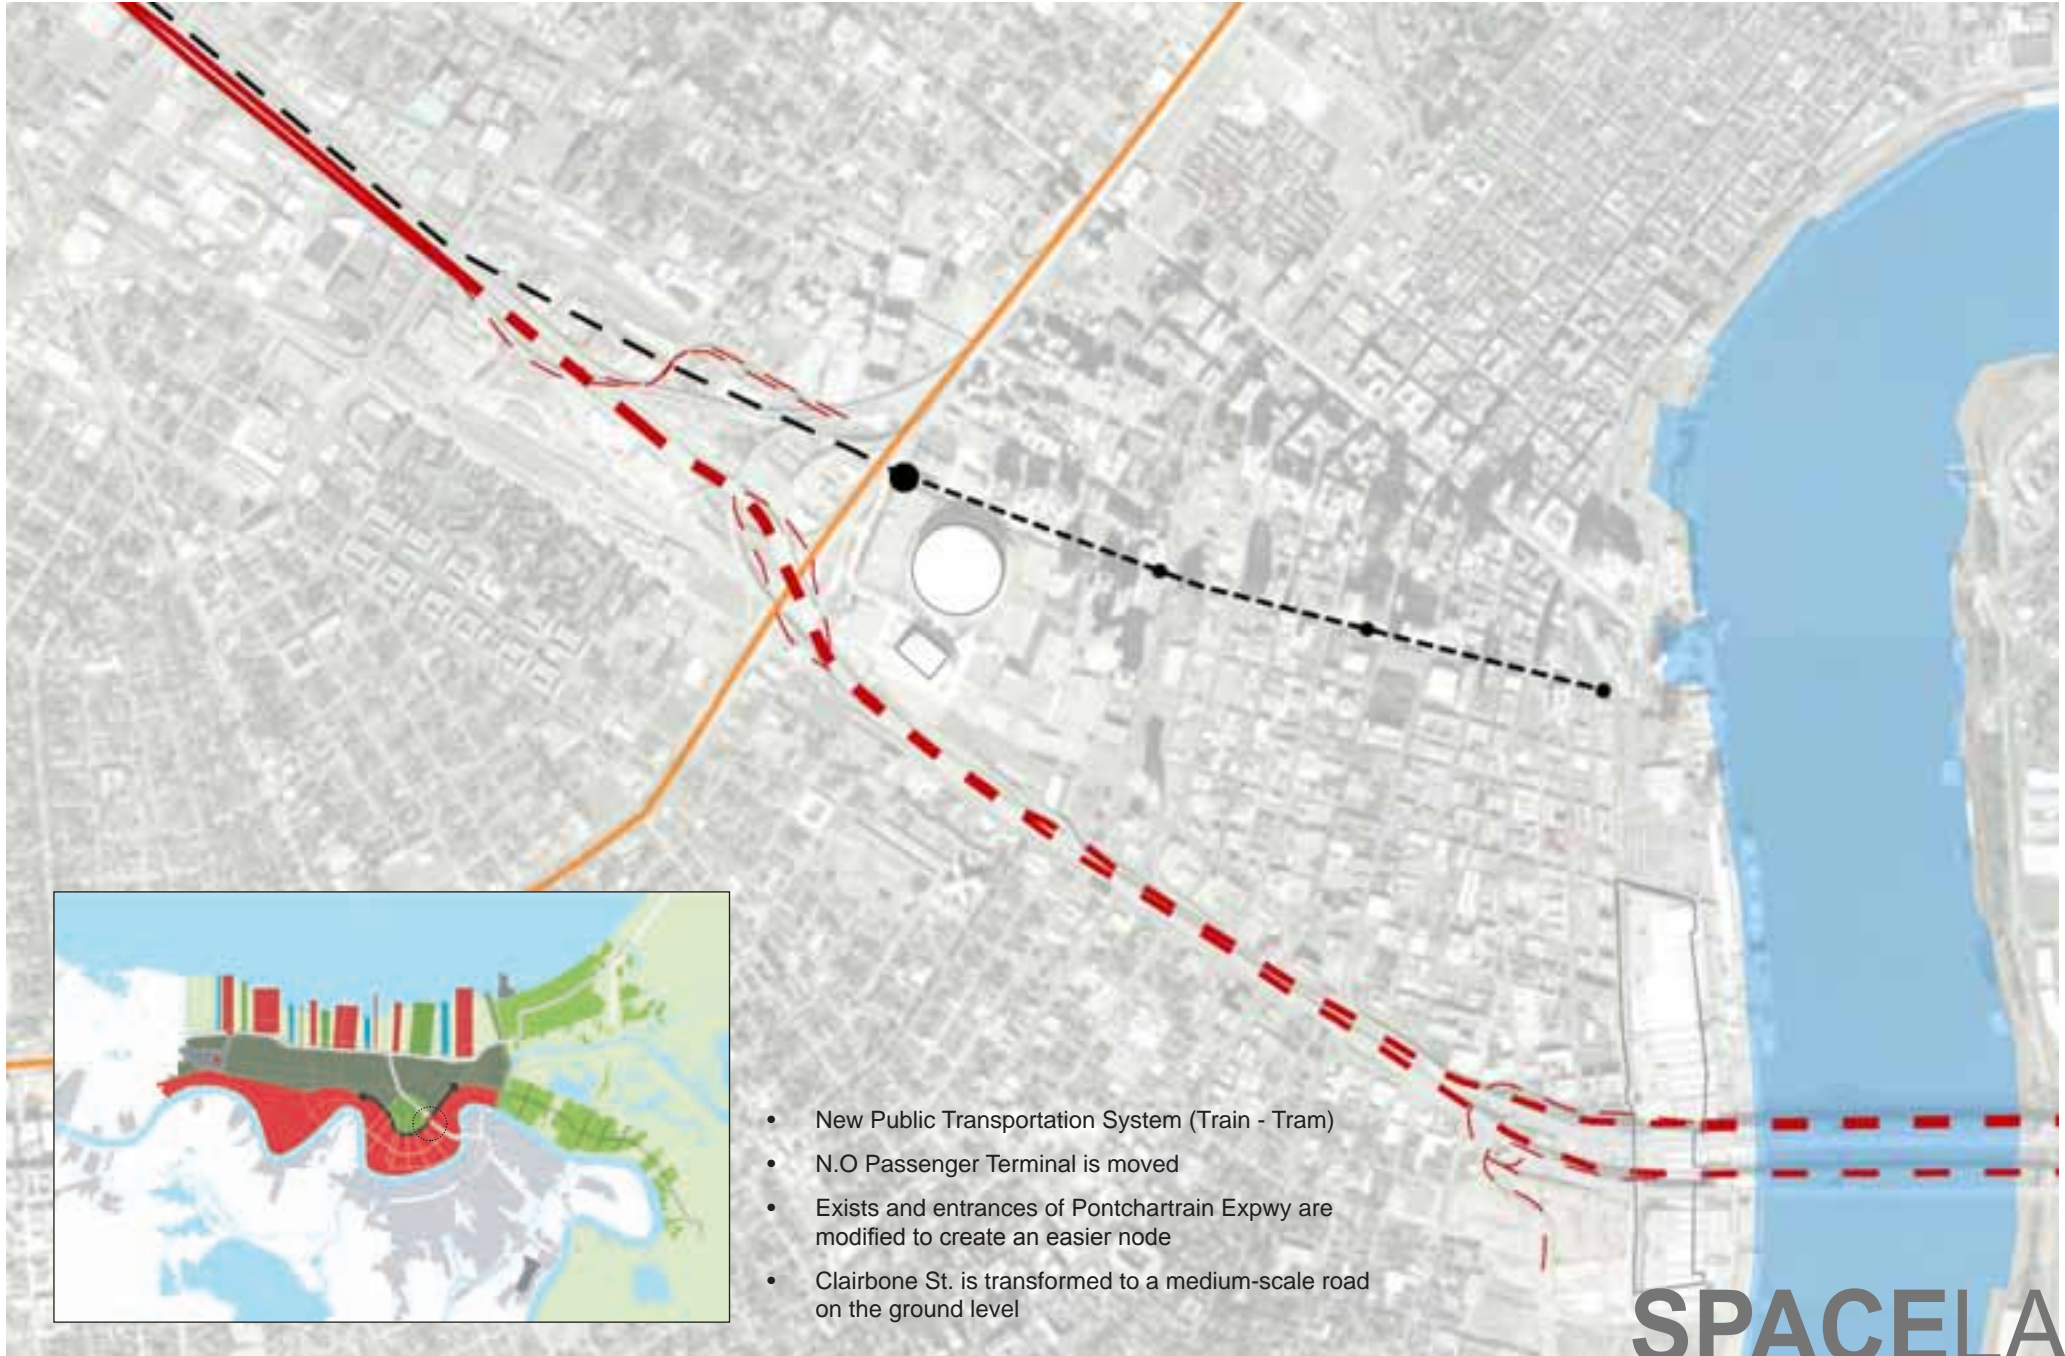 • New Public Transportation System (Train - Tram)
• N.O Passenger Terminal is moved
• Exists and entrances of Pontchartrain Expwy are
modified to create an easier node
• Clairbone St. is transformed to a medium-scale road
on the ground level
SPACELA